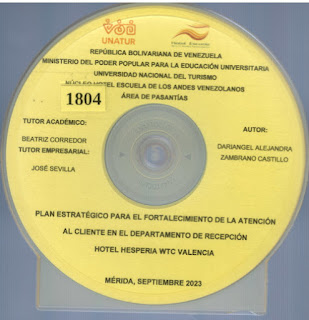 UNATUR
Hotel Escuela
REPÚBLICA BOLIVARIANA DE VENEZUELA
MINISTERIO DEL PODER POPULAR PARA LA EDUCACIÓN UNIVERSITARIA
UNIVERSIDAD NACIONAL DEL TURISMO
NÚCLEO HOTEL ESCUELA DE LOS ANDES VENEZOLANOS
ÁREA DE PASANTÍAS
1804
TUTOR ACADÉMICO:
BEATRIZ CORREDOR
TUTOR EMPRESARIAL:
JOSÉ SEVILLA
AUTOR:
DARIANGEL ALEJANDRA
ZAMBRANO CASTILLO
PLAN ESTRATÉGICO PARA EL FORTALECIMIENTO DE LA ATENCIÓN
AL CLIENTE EN EL DEPARTAMENTO DE RECEPCIÓN
HOTEL HESPERIA WTC VALENCIA
MÉRIDA, SEPTIEMBRE 2023